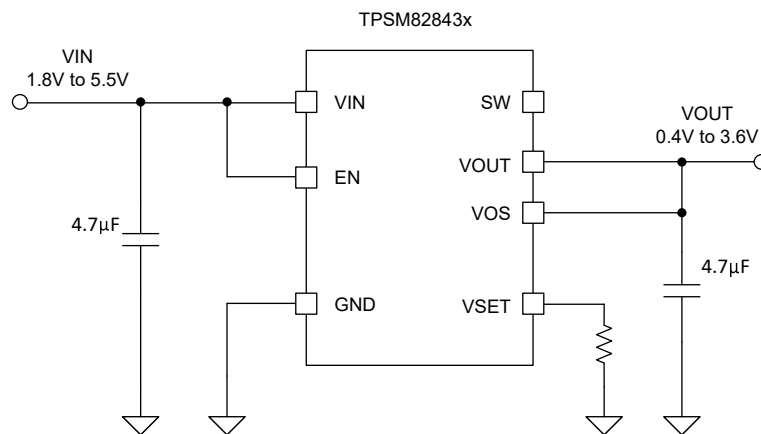 TPSM82843x
VIN
1.8V to 5.5V
VIN
SW
VOUT
0.4V to 3.6V
VOUT
EN
VOS
4.7µF
4.7µF
GND
VSET